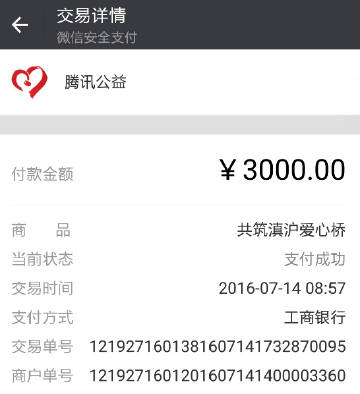 交易详情
微信安全支付
腾讯公益
付款金额 ￥3000.00
商 品 共筑滇沪爱心桥
当前状态 支付成功
交易时间 2016-07-14 08:57
支付方式 工商银行
交易单号 1219271601381607141732870095
商户单号 1219271601201607141400003360